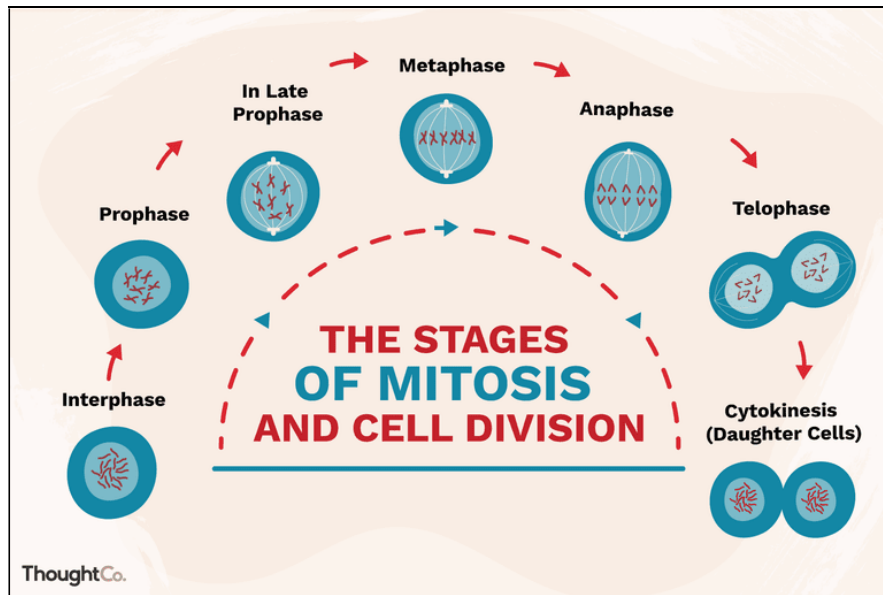 Metaphase
In Late
Prophase
Anaphase
Prophase
Telophase
Interphase
THE STAGES
OF MITOSIS
AND CELL DIVISION
Cytokinesis
(Daughter Cells)
ThoughtCo.